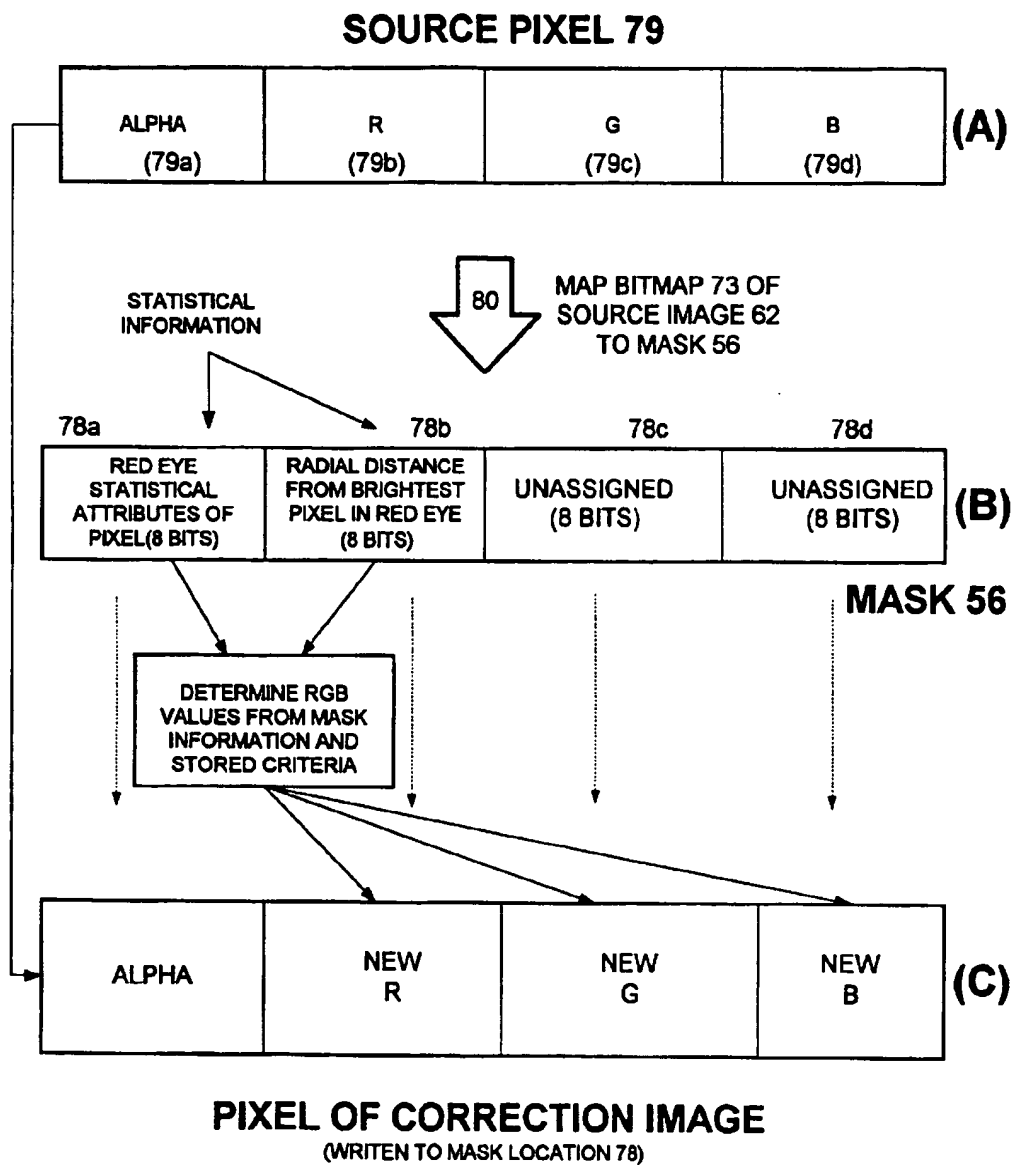 SOURCE PIXEL 79
ALPHA
(79a)
R
(79b)
G
(79c)
B
(79d)
(A)
STATISTICAL
INFORMATION
80
MAP BITMAP 73 OF
SOURCE IMAGE 62
TO MASK 56
78a
78b
78c
78d
RED EYE
STATISTICAL
ATTRIBUTES OF
PIXEL(8 BITS)
RADIAL DISTANCE
FROM BRIGHTEST
PIXEL IN RED EYE
(8 BITS)
UNASSIGNED
(8 BITS)
UNASSIGNED
(8 BITS)
(B)
MASK 56
DETERMINE RGB
VALUES FROM MASK
INFORMATION AND
STORED CRITERIA
ALPHA
NEW
R
NEW
G
NEW
B
(C)
PIXEL OF CORRECTION IMAGE
(WRITEN TO MASK LOCATION 78)